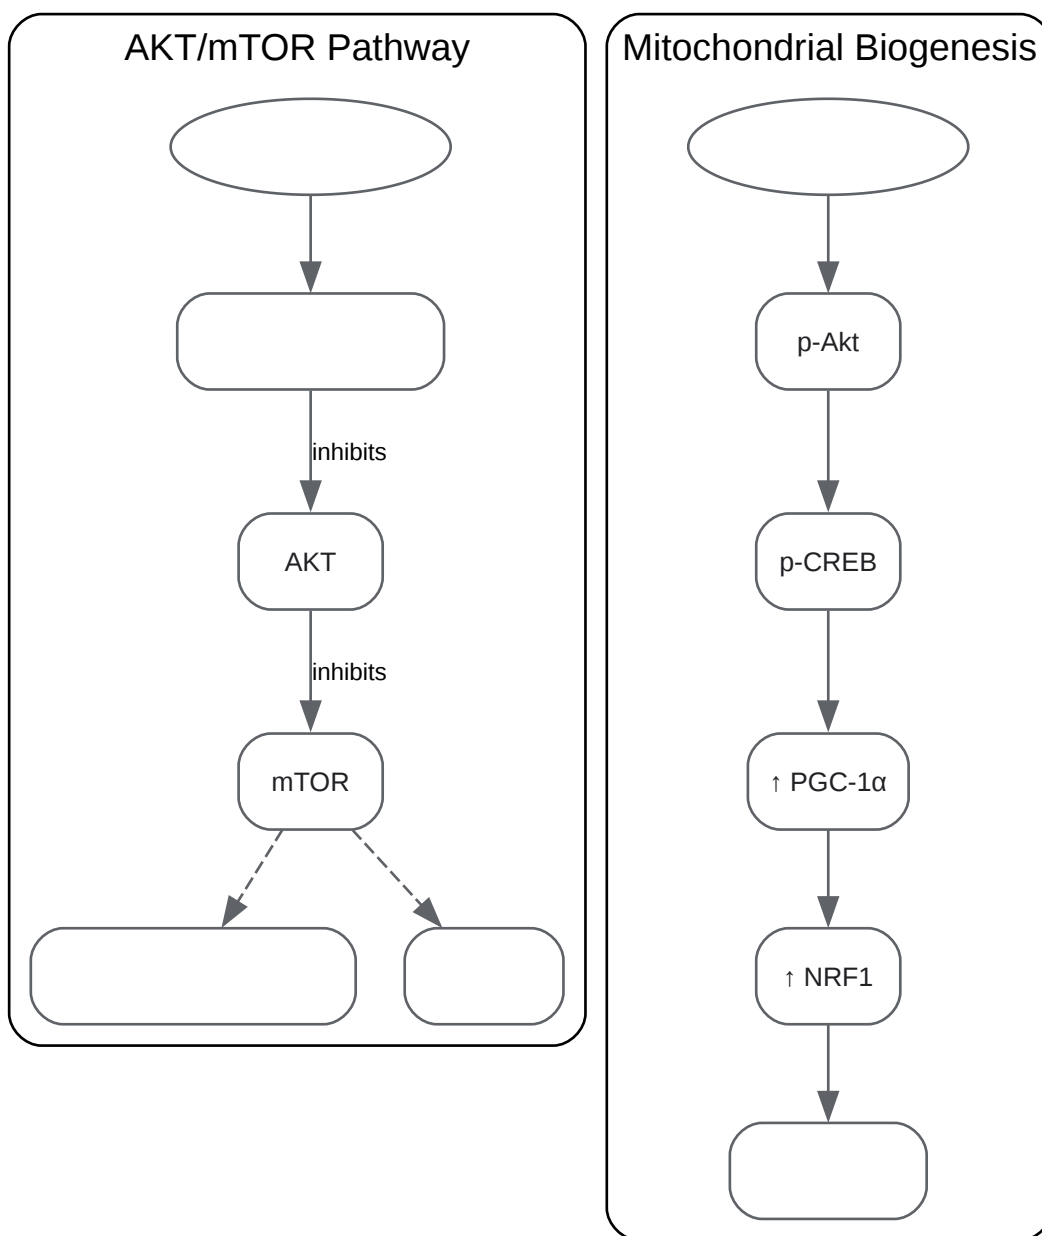 AKT/mTOR Pathway
inhibits
AKT
inhibits
mTOR
Mitochondrial Biogenesis
p-Akt
p-CREB
↑ PGC-1α
↑ NRF1